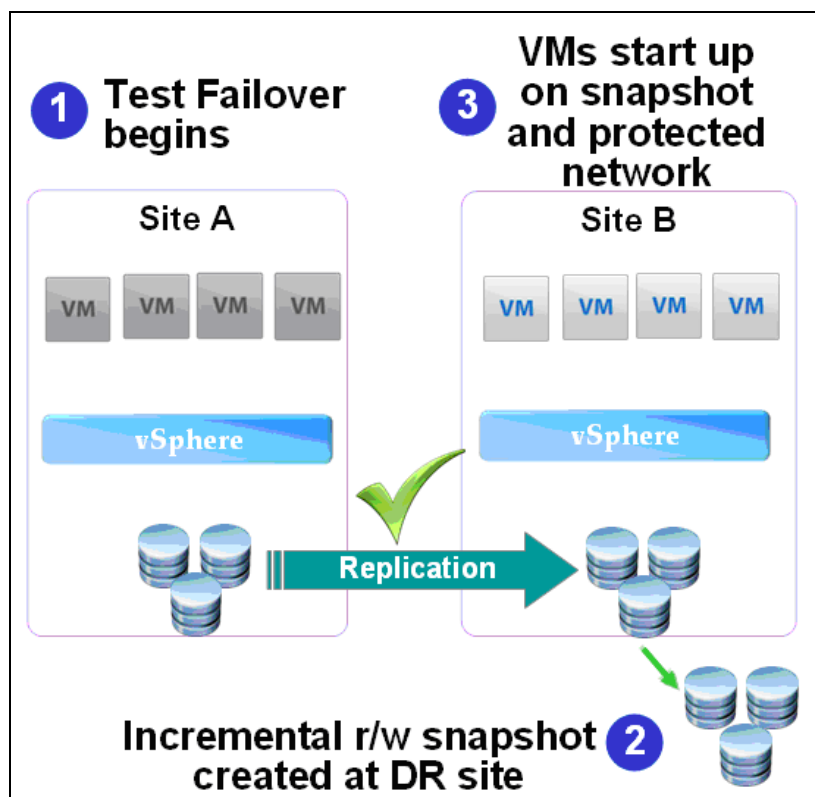 1
Test Failover
begins
3
VMs start up
on snapshot
and protected
network
Site A
VM VM VM VM
vSphere
Site B
VM VM VM VM
vSphere
Replication
Incremental r/w snapshot
created at DR site
2